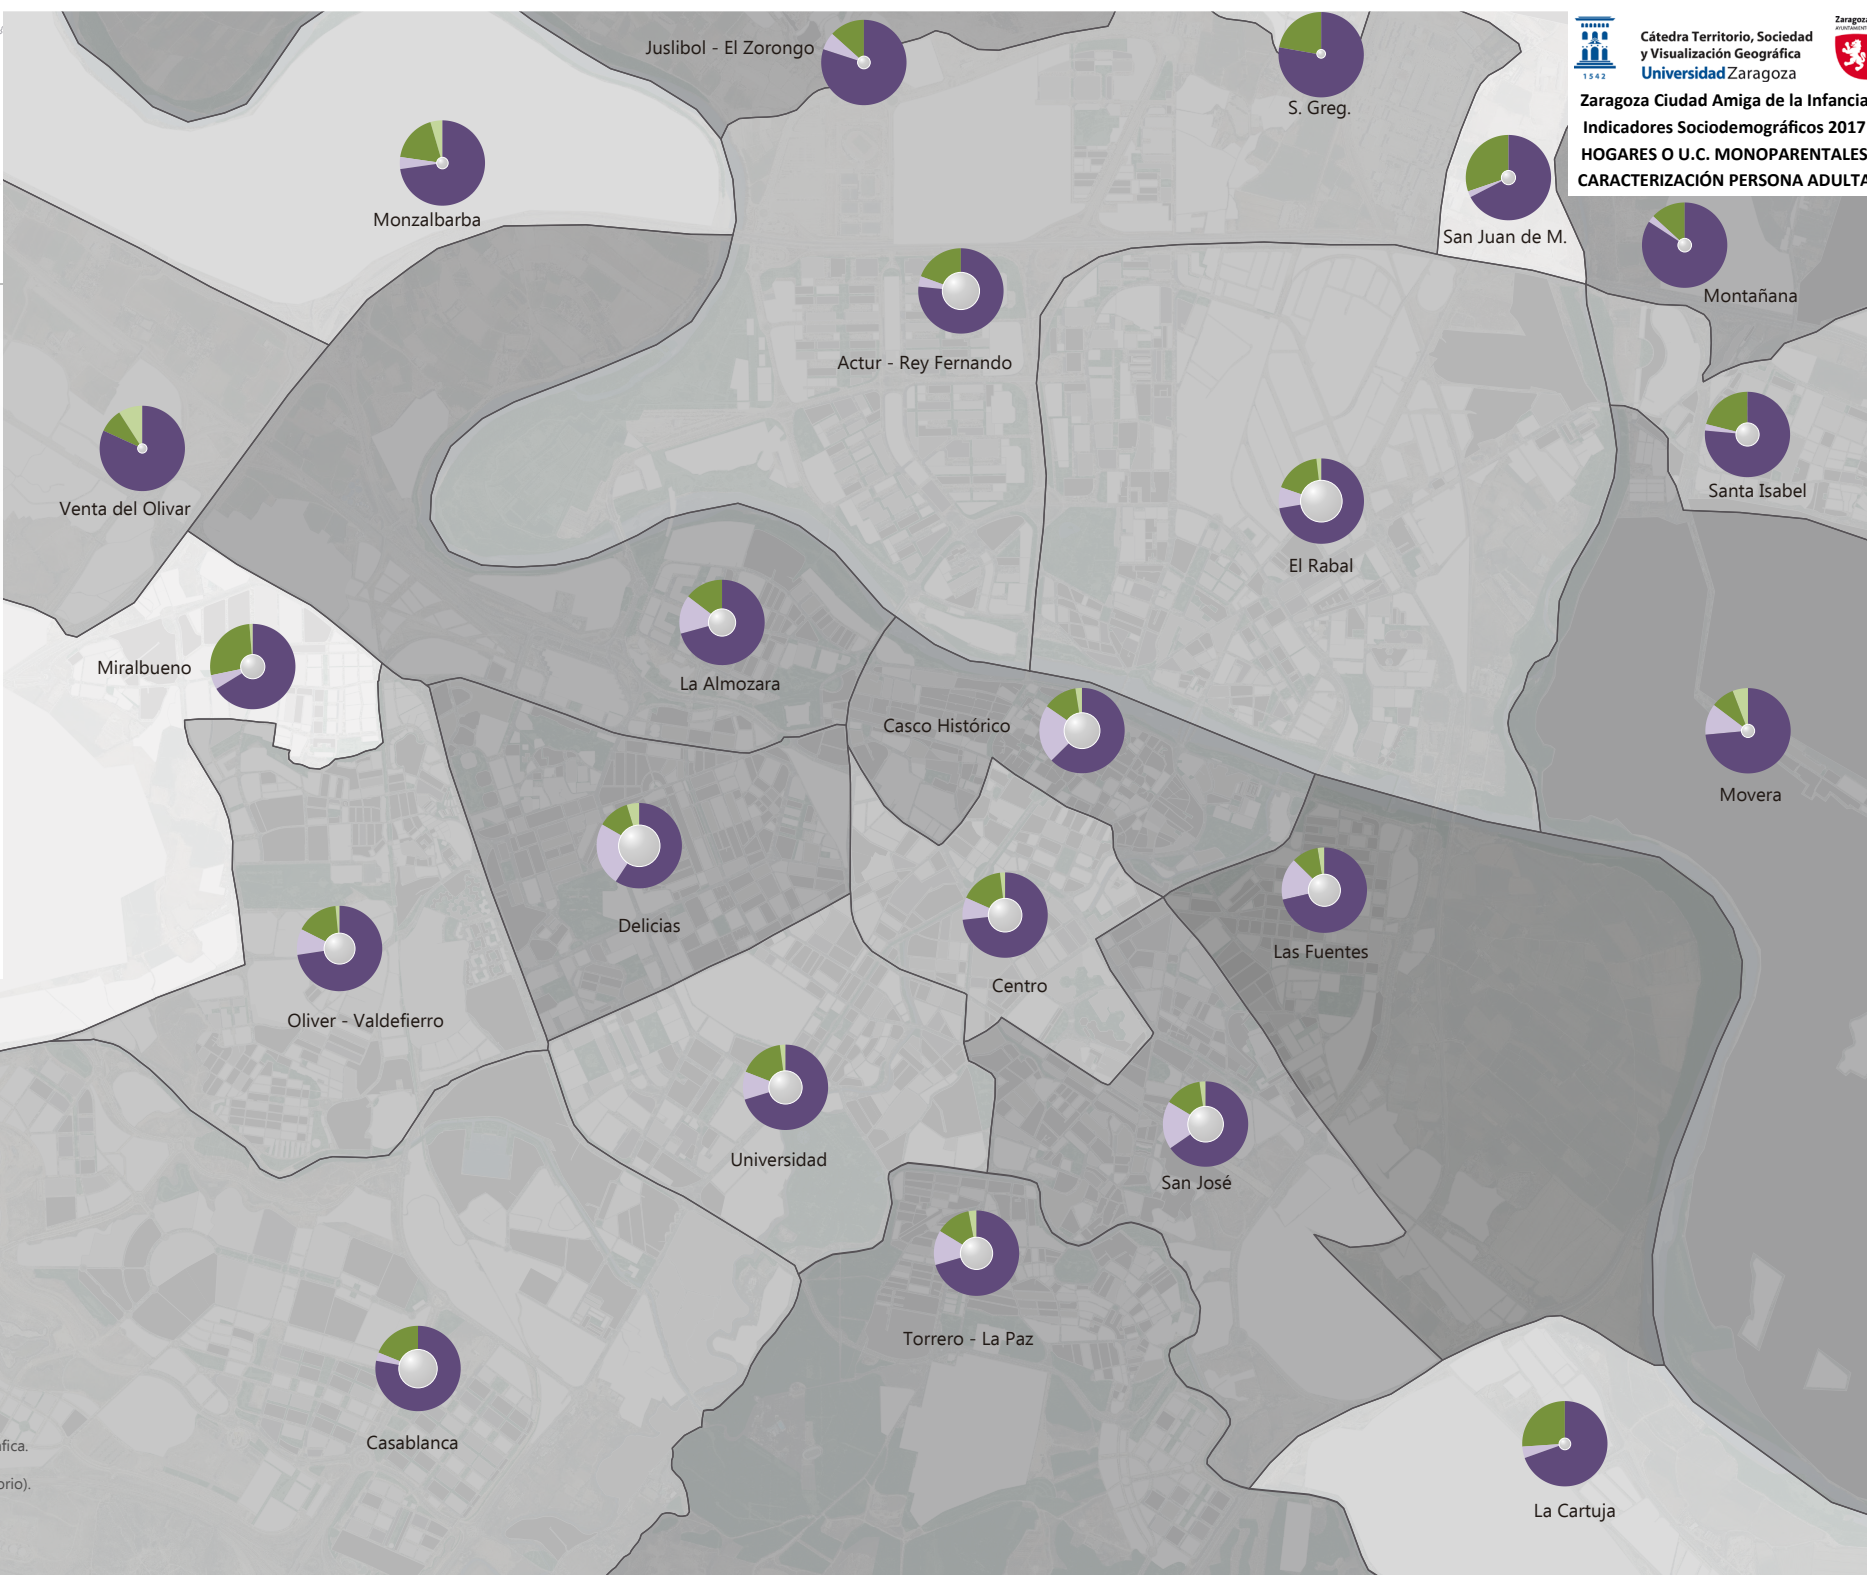 Cátedra Territorio, Sociedad
y Visualización Geográfica
Universidad Zaragoza
1542
Zaragoza
AYUNTAMIENTO
Zaragoza Ciudad Amiga de la Infancia
Indicadores Sociodemográficos 2017
HOGARES O U.C. MONOPARENTALES
CARACTERIZACIÓN PERSONA ADULTA
Juslibol - El Zorongo
S. Greg.
Monzalbarba
San Juan de M.
Montañana
Actur - Rey Fernando
Santa Isabel
Venta del Olivar
El Rabal
Miralbueno
La Almozara
Casco Histórico
Movera
Delicias
Las Fuentes
Centro
Oliver - Valdefierro
Universidad
San José
Torrero - La Paz
Casablanca
La Cartuja